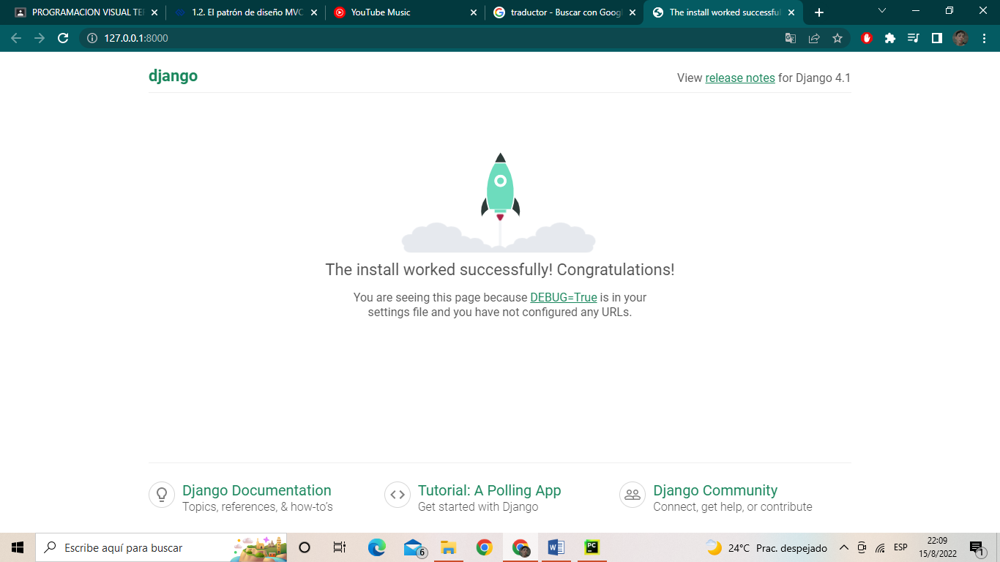 PROGRAMACION VISUAL TE
1.2. El patrón de diseño MVC
YouTube Music
traductor - Buscar con Googl
The install worked successful
127.0.0.1:8000
django
View release notes for Django 4.1
The install worked successfully! Congratulations!
You are seeing this page because DEBUG=True is in your
settings file and you have not configured any URLs.
Django Documentation
Topics, references, & how-to's
Tutorial: A Polling App
Get started with Django
Django Community
Connect, get help, or contribute
Escribe aquí para buscar
6
W
PC
24°C Prac. despejado
ESP
22:09
15/8/2022
1